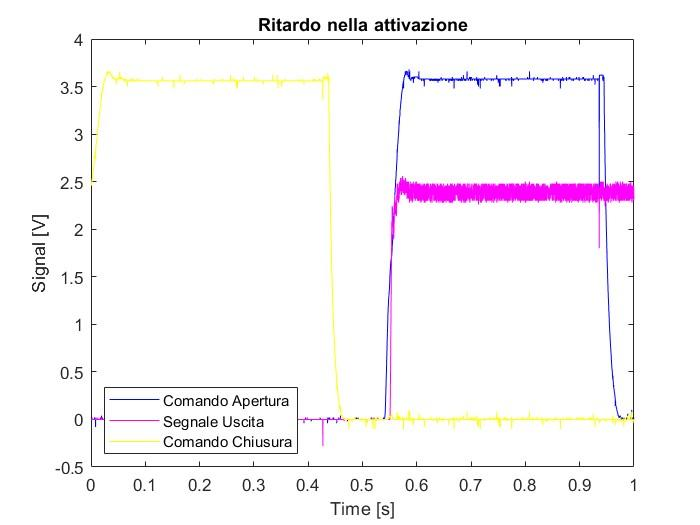 Ritardo nella attivazione
4
3.5
3
2.5
2
1.5
1
0.5
0
-0.5
Signal [V]
Comando Apertura
Segnale Uscita
Comando Chiusura
0 0.1 0.2 0.3 0.4 0.5 0.6 0.7 0.8 0.9 1
Time [s]